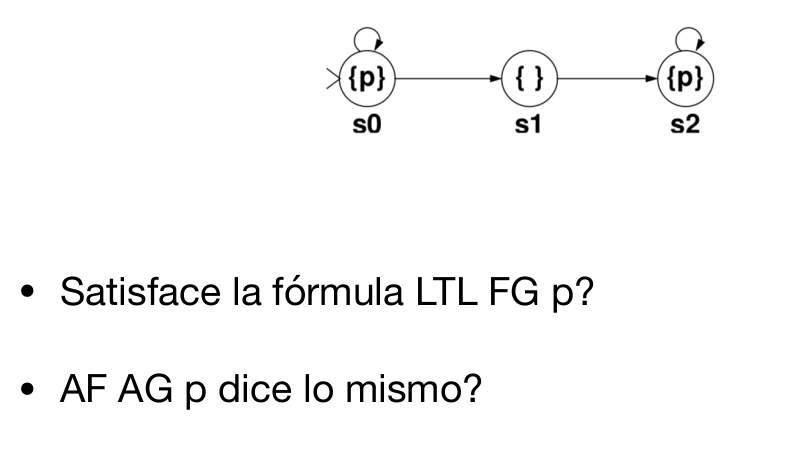 {p} { } {p}
s0 s1 s2
• Satisface la fórmula LTL FG p?
• AF AG p dice lo mismo?